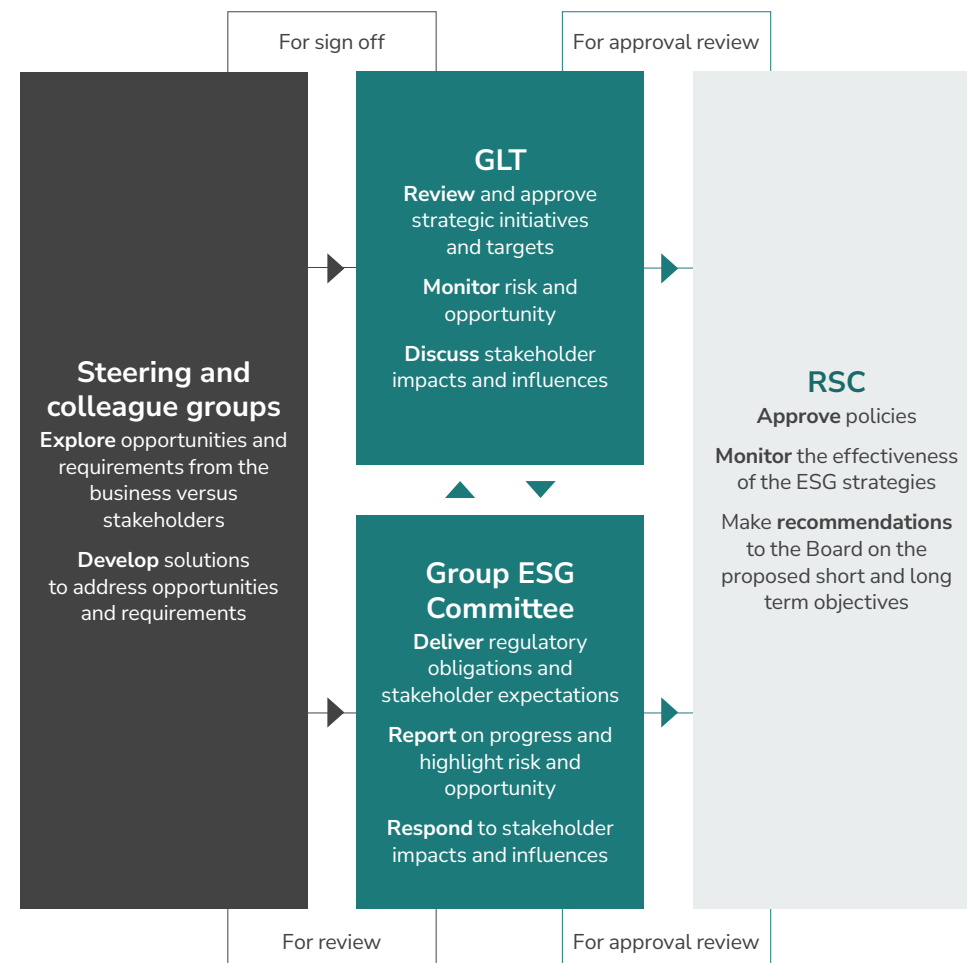 For sign off
For approval review
Steering and
colleague groups
Explore opportunities and
requirements from the
business versus
stakeholders
Develop solutions
to address opportunities
and requirements
GLT
Review and approve
strategic initiatives
and targets
Monitor risk and
opportunity
Discuss stakeholder
impacts and influences
Group ESG
Committee
Deliver regulatory
obligations and
stakeholder expectations
Report on progress and
highlight risk and
opportunity
Respond to stakeholder
impacts and influences
RSC
Approve policies
Monitor the effectiveness
of the ESG strategies
Make recommendations
to the Board on the
proposed short and long
term objectives
For review
For approval review